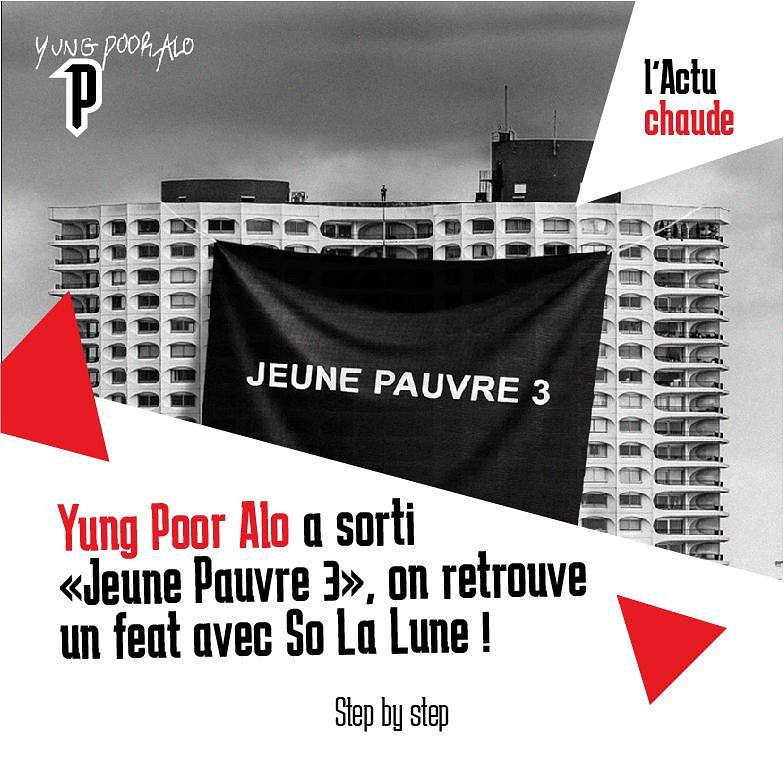 YUNG POOR ALO
P
l'Actu
chaude
JEUNE PAUVRE 3
Yung Poor Alo a sorti
«Jeune Pauvre 3», on retrouve
un feat avec So La Lune !
Step by step